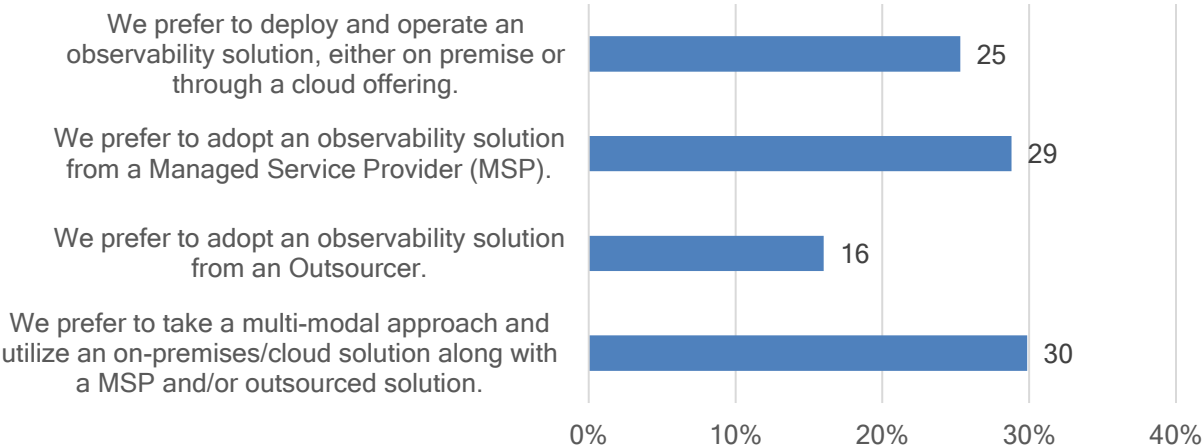 We prefer to deploy and operate an
observability solution, either on premise or
through a cloud offering.
25
We prefer to adopt an observability solution
from a Managed Service Provider (MSP).
29
We prefer to adopt an observability solution
from an Outsourcer.
16
We prefer to take a multi-modal approach and
utilize an on-premises/cloud solution along with
a MSP and/or outsourced solution.
30
0% 10% 20% 30% 40%